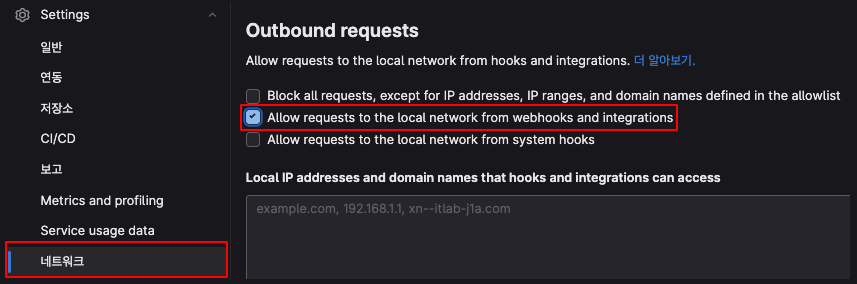 Settings
일반
연동
저장소
CI/CD
보고
Metrics and profiling
Service usage data
네트워크
Outbound requests
Allow requests to the local network from hooks and integrations. 더 알아보기.
Block all requests, except for IP addresses, IP ranges, and domain names defined in the allowlist
Allow requests to the local network from webhooks and integrations
Allow requests to the local network from system hooks
Local IP addresses and domain names that hooks and integrations can access
example.com, 192.168.1.1, xn--itlab-j1a.com